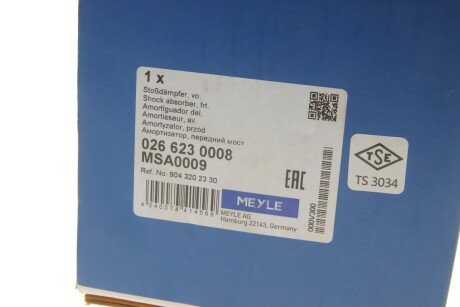 1 x
Stoßdämpfer, vo.
Shock absorber, frt.
Amortiguador del.
Amortisseur, av.
Amortyzator, przód
Амортизатор, передний мост
026 623 0008
MSA0009
Ref. No. 904 320 23 30
EAC
MEYLE
MEYLE AG
Hamburg 22143, Germany
000V300
TSE
TS 3034